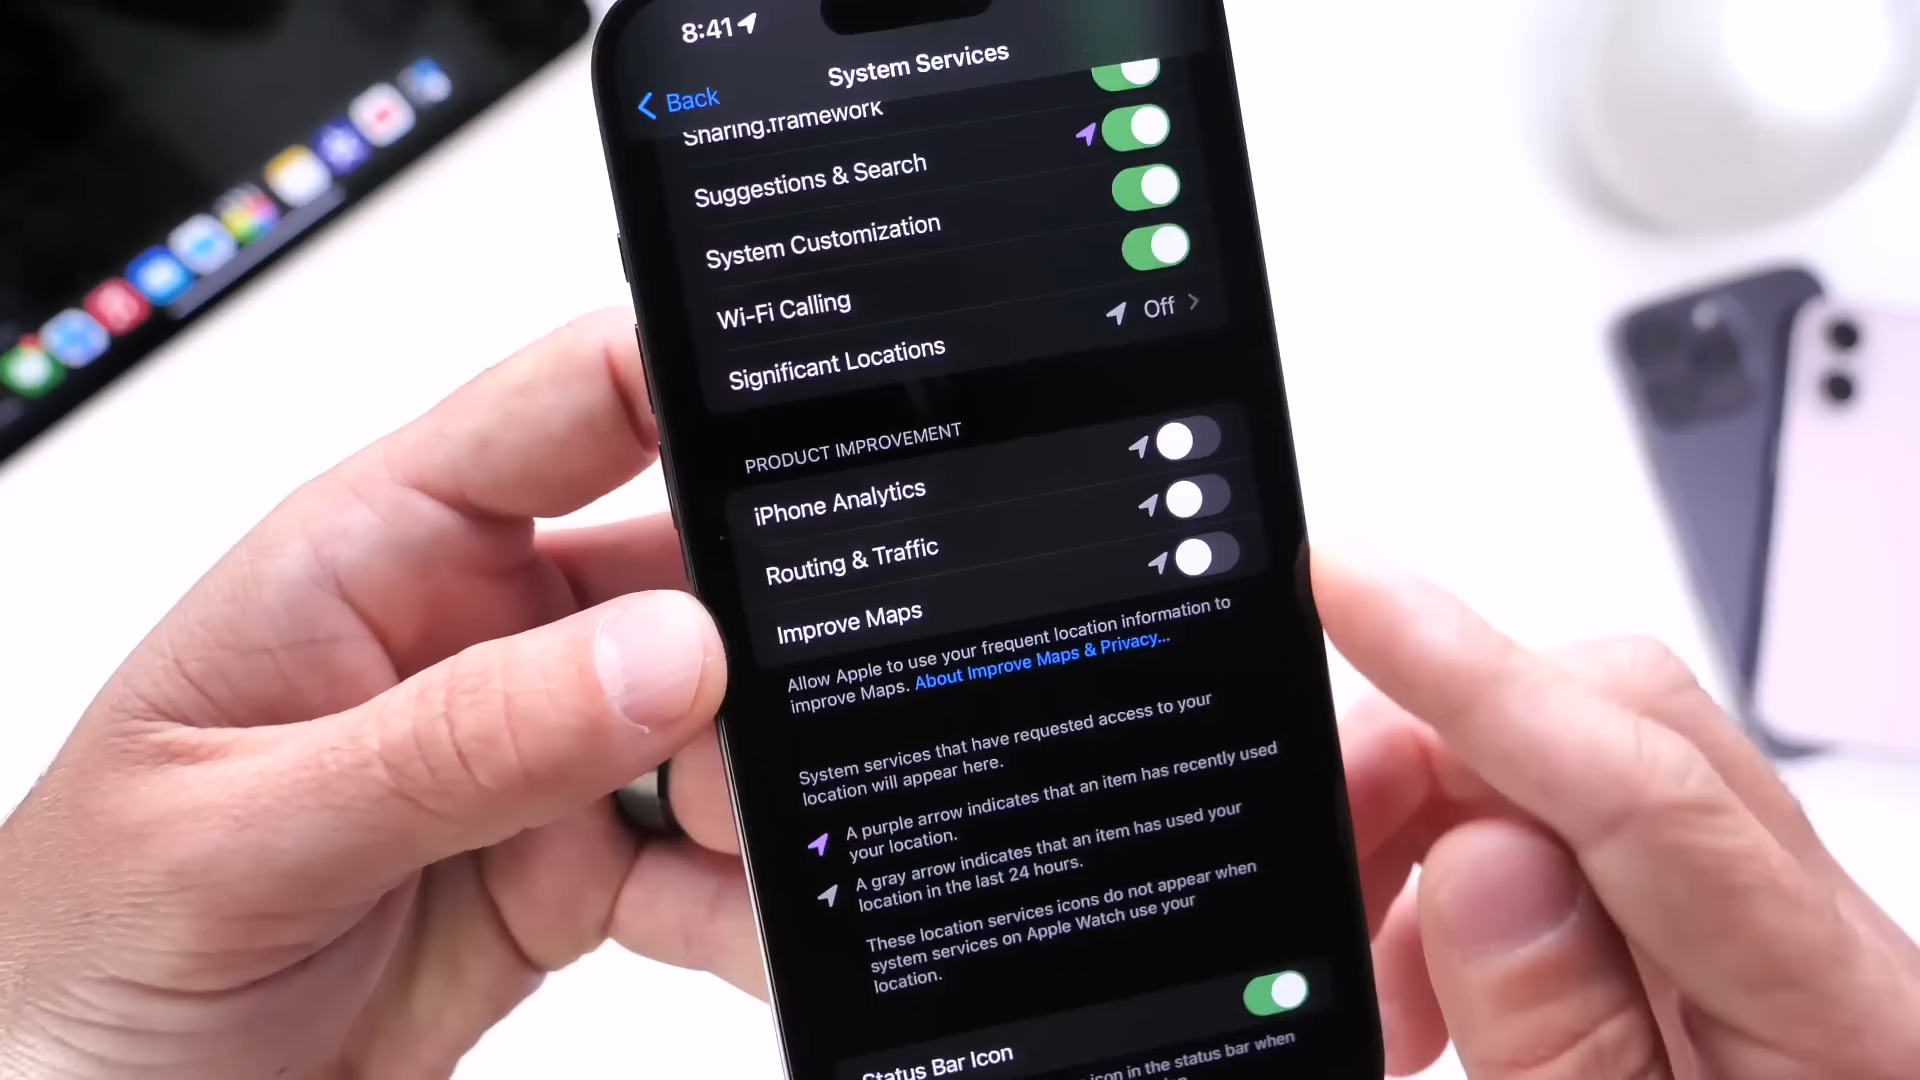 8:41
Back
System Services
Sharing.framework
Suggestions & Search
System Customization
Wi-Fi Calling
Significant Locations
Off
PRODUCT IMPROVEMENT
iPhone Analytics
Routing & Traffic
Improve Maps
Allow Apple to use your frequent location information to
improve Maps. About Improve Maps & Privacy...
System services that have requested access to your
location will appear here.
A purple arrow indicates that an item has recently used
your location.
A gray arrow indicates that an item has used your
location in the last 24 hours.
These location services icons do not appear when
system services on Apple Watch use your
location.
Status Bar Icon
icon in the status bar when